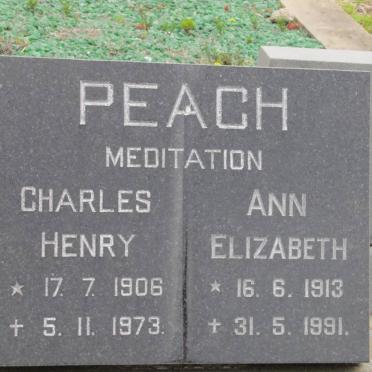 PEACH
MEDITATION
CHARLES
HENRY
* 17. 7. 1906
+ 5. 11. 1973.
ANN
ELIZABETH
* 16. 6. 1913
+ 31. 5. 1991.